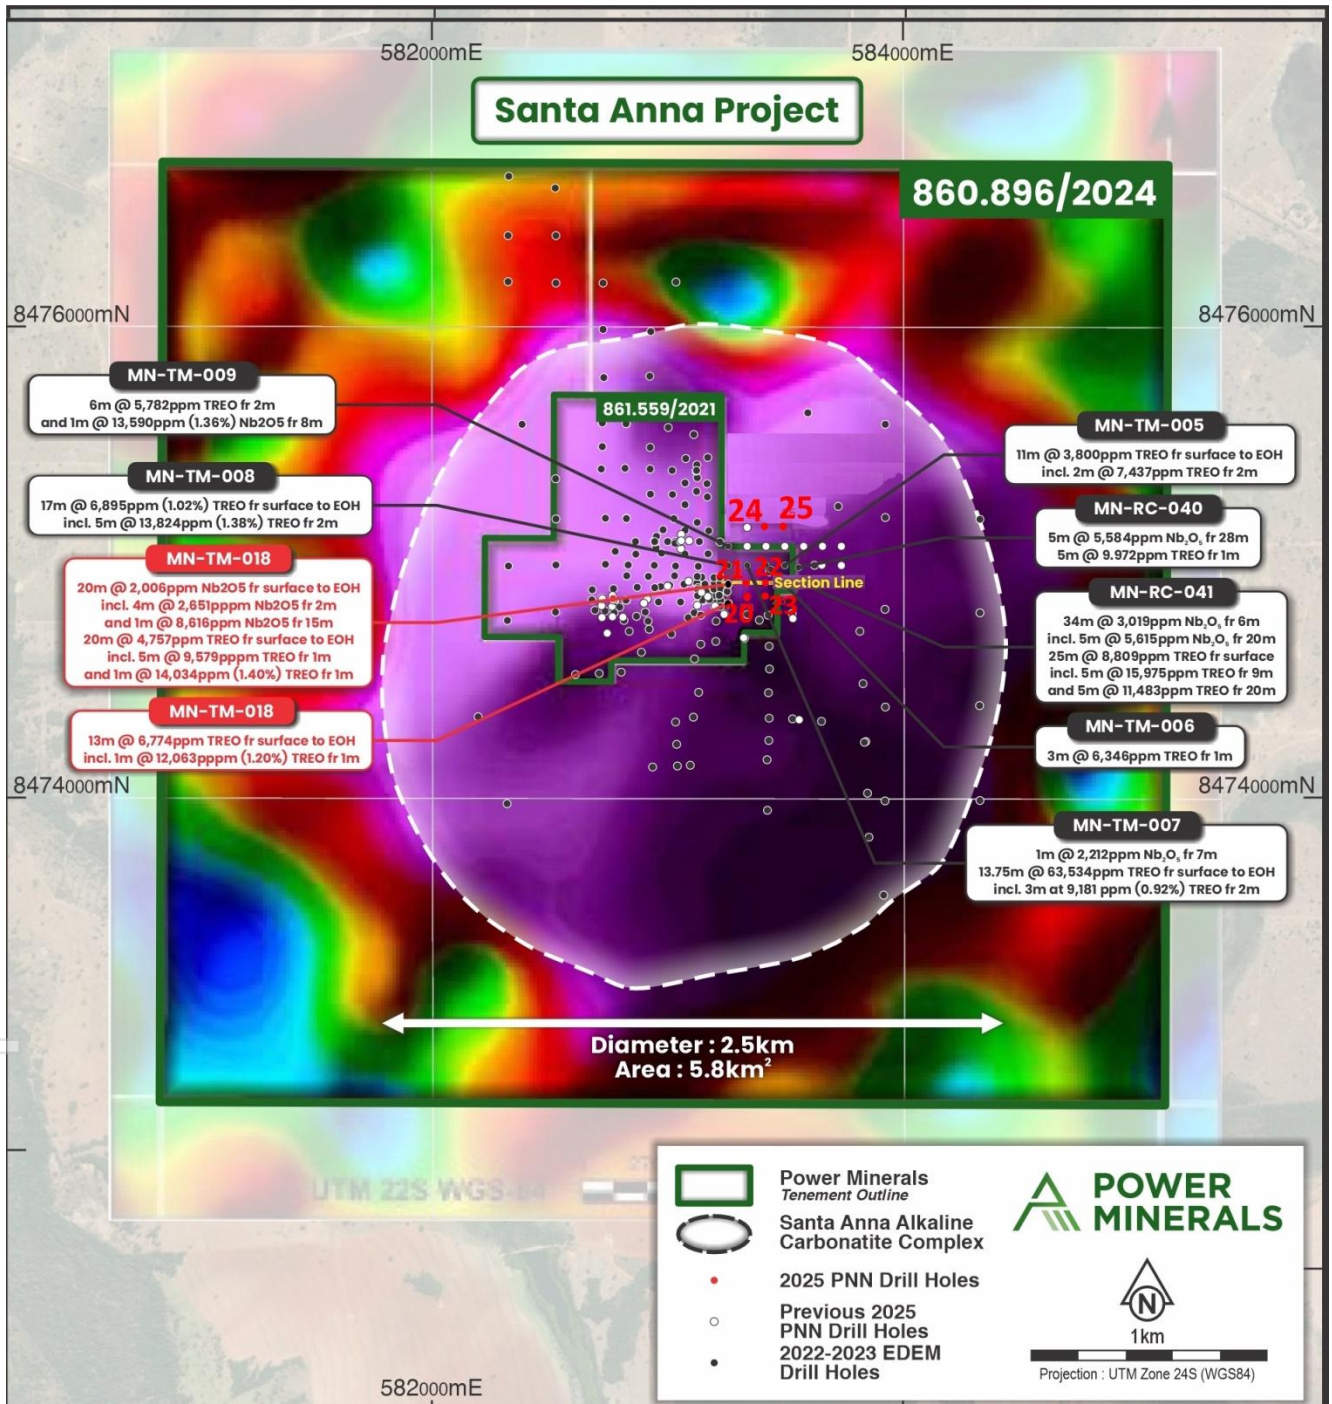 582000mE
584000mE
Santa Anna Project
860.896/2024
8476000mN
8476000mN
MN-TM-009
6m @ 5,782ppm TREO fr 2m
and 1m @ 13,590ppm (1.36%) Nb2O5 fr 8m
861.559/2021
MN-TM-005
11m @ 3,800ppm TREO fr surface to EOH
incl. 2m @ 7,437ppm TREO fr 2m
MN-TM-008
17m @ 6,895ppm (1.02%) TREO fr surface to EOH
incl. 5m @ 13,824ppm (1.38%) TREO fr 2m
24 25
MN-RC-040
5m @ 5,584ppm Nb₂O₅ fr 28m
5m @ 9.972ppm TREO fr 1m
MN-TM-018
20m @ 2,006ppm Nb2O5 fr surface to EOH
incl. 4m @ 2,651pppm Nb2O5 fr 2m
and 1m @ 8,616ppm Nb2O5 fr 15m
20m @ 4,757ppm TREO fr surface to EOH
incl. 5m @ 9,579pppm TREO fr 1m
and 1m @ 14,034ppm (1.40%) TREO fr 1m
21 22
Section Line
20 23
MN-RC-041
34m @ 3,019ppm Nb₂O₅ fr 6m
incl. 5m @ 5,615ppm Nb₂O₅ fr 20m
25m @ 8,809ppm TREO fr surface
incl. 5m @ 15,975ppm TREO fr 9m
and 5m @ 11,483ppm TREO fr 20m
MN-TM-018
13m @ 6,774ppm TREO fr surface to EOH
incl. 1m @ 12,063pppm (1.20%) TREO fr 1m
MN-TM-006
3m @ 6,346ppm TREO fr 1m
8474000mN
8474000mN
MN-TM-007
1m @ 2,212ppm Nb₂O₅ fr 7m
13.75m @ 63,534ppm TREO fr surface to EOH
incl. 3m at 9,181 ppm (0.92%) TREO fr 2m
Diameter : 2.5km
Area : 5.8km²
UTM 22S WGS-84
Power Minerals
Tenement Outline
Santa Anna Alkaline
Carbonatite Complex
2025 PNN Drill Holes
Previous 2025
PNN Drill Holes
2022-2023 EDEM
Drill Holes
POWER
MINERALS
N
1km
Projection : UTM Zone 24S (WGS84)
582000mE